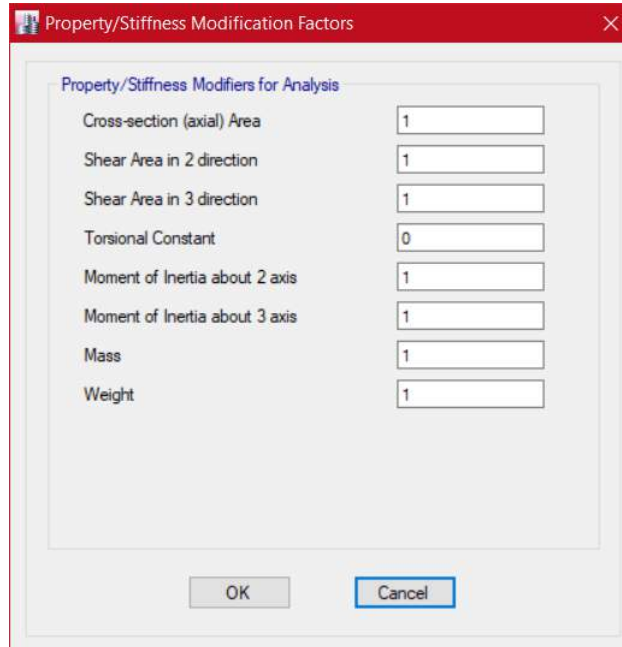 Property/Stiffness Modification Factors
Property/Stiffness Modifiers for Analysis
Cross-section (axial) Area 1
Shear Area in 2 direction 1
Shear Area in 3 direction 1
Torsional Constant 0
Moment of Inertia about 2 axis 1
Moment of Inertia about 3 axis 1
Mass 1
Weight 1
OK Cancel